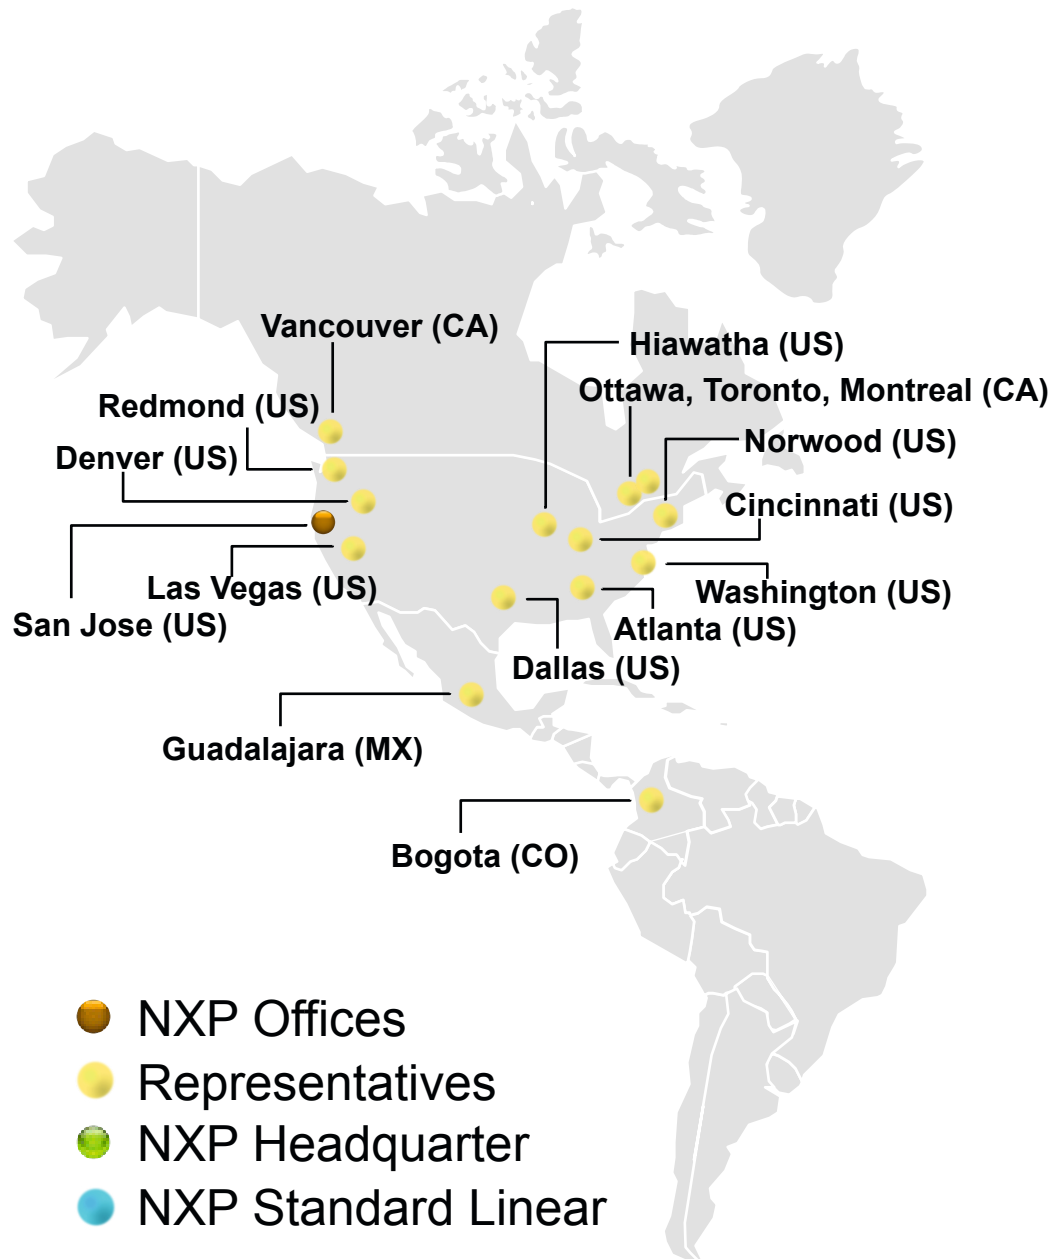 Vancouver (CA)
Hiawatha (US)
Ottawa, Toronto, Montreal (CA)
Redmond (US)
Norwood (US)
Denver (US)
Cincinnati (US)
Las Vegas (US)
Washington (US)
San Jose (US)
Atlanta (US)
Dallas (US)
Guadalajara (MX)
Bogota (CO)
NXP Offices
Representatives
NXP Headquarter
NXP Standard Linear